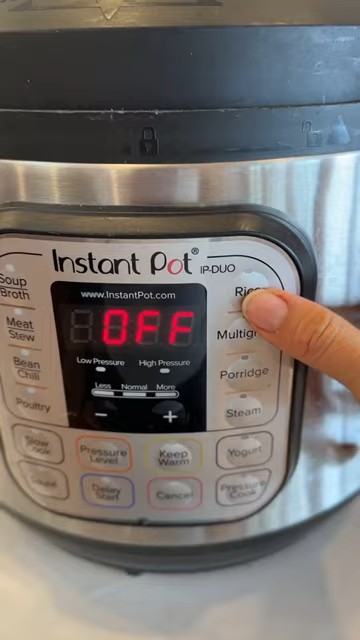 Instant Pot® IP-DUO
www.InstantPot.com
OFF
Low Pressure High Pressure
Less Normal More
− +
Soup
Broth
Meat
Stew
Bean
Chili
Poultry
Porridge
Steam
Slow
Cook
Pressure
Level
Keep
Warm
Yogurt
Delay
Start
Cancel
Pressure
Cook